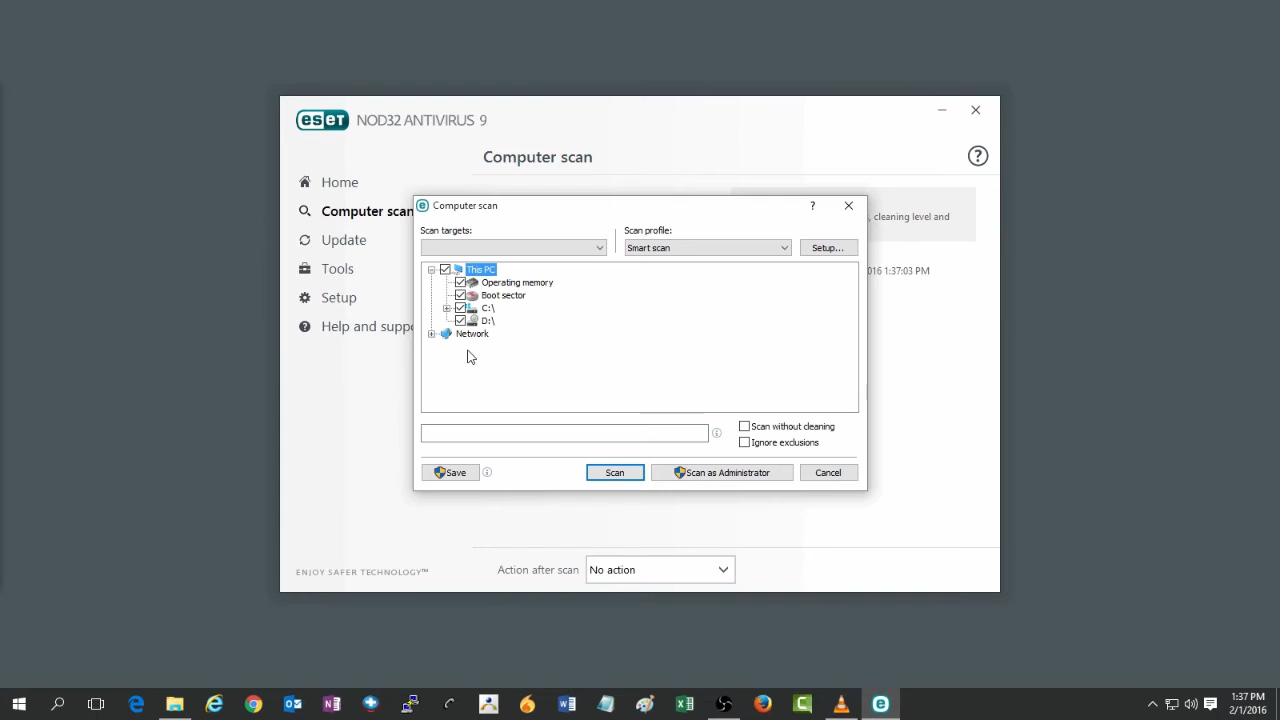 eset NOD32 ANTIVIRUS 9
Computer scan
?
Home
Computer scan
Update
Tools
Setup
Help and suppo
, cleaning level and
2016 1:37:03 PM
e Computer scan
?
Scan targets:
Scan profile:
Smart scan
Setup...
This PC
Operating memory
Boot sector
C:\
D:\
Network
Scan without cleaning
Ignore exclusions
Save
Scan
Scan as Administrator
Cancel
ENJOY SAFER TECHNOLOGY™
Action after scan
No action
1:37 PM
2/1/2016